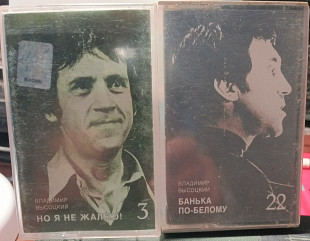 ВЛАДИМИР
ВЫСОЦКИЙ
НО Я НЕ ЖАЛЕЮ!
3
ВЛАДИМИР
ВЫСОЦКИЙ
БАНЬКА
ПО-БЕЛОМУ
22